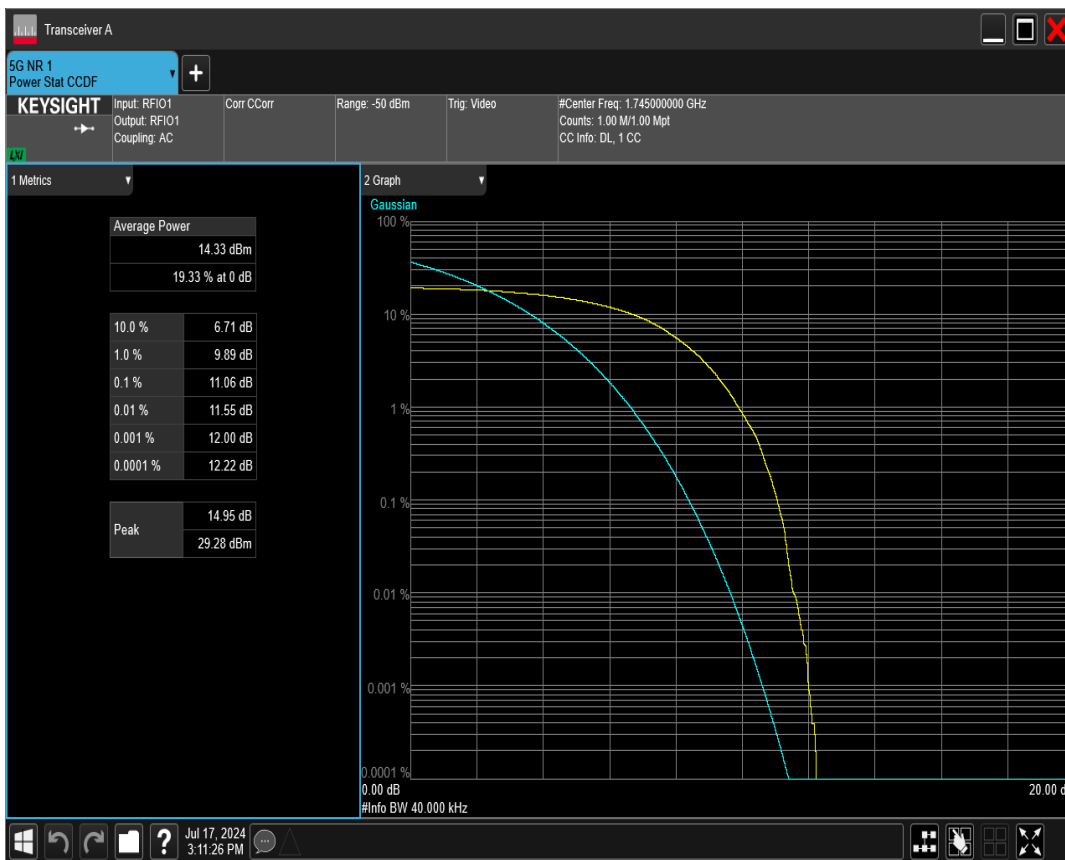 Transceiver A
5G NR 1
Power Stat CCDF
+
KEYSIGHT
LXI
Input: RFIO1
Output: RFIO1
Coupling: AC
Corr CCorr
Range: -50 dBm
Trig: Video
#Center Freq: 1.745000000 GHz
Counts: 1.00 M/1.00 Mpt
CC Info: DL, 1 CC
1 Metrics
Average Power
14.33 dBm
19.33 % at 0 dB
10.0 % 6.71 dB
1.0 % 9.89 dB
0.1 % 11.06 dB
0.01 % 11.55 dB
0.001 % 12.00 dB
0.0001 % 12.22 dB
Peak
14.95 dB
29.28 dBm
2 Graph
Gaussian
100 %
10 %
1 %
0.1 %
0.01 %
0.001 %
0.0001 %
0.00 dB
20.00 d
#Info BW 40.000 kHz
?
Jul 17, 2024
3:11:26 PM